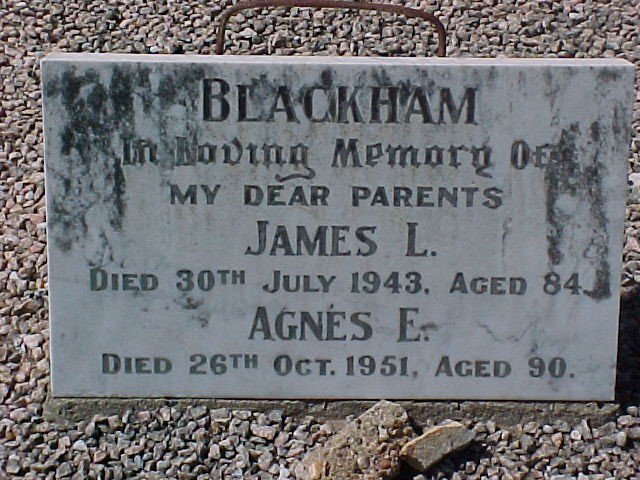 BLACKHAM
In Loving Memory Of
MY DEAR PARENTS
JAMES L.
DIED 30TH JULY 1943, AGED 84.
AGNES E.
DIED 26TH OCT. 1951, AGED 90.